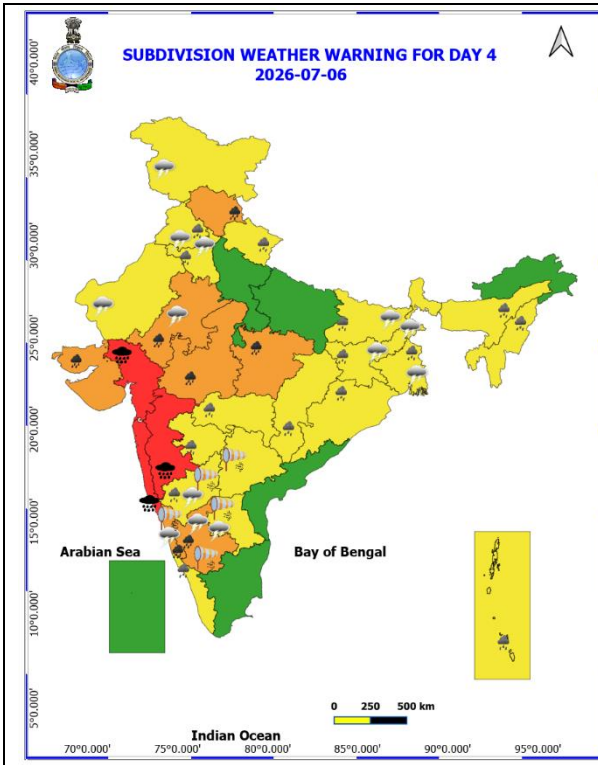 SUBDIVISION WEATHER WARNING FOR DAY 4
2026-07-06
40°0.000'
35°0.000'
30°0.000'
25°0.000'
20°0.000'
15°0.000'
10°0.000'
5°0.000'
Arabian Sea
Bay of Bengal
0 250 500 km
Indian Ocean
70°0.000' 75°0.000' 80°0.000' 85°0.000' 90°0.000' 95°0.000'